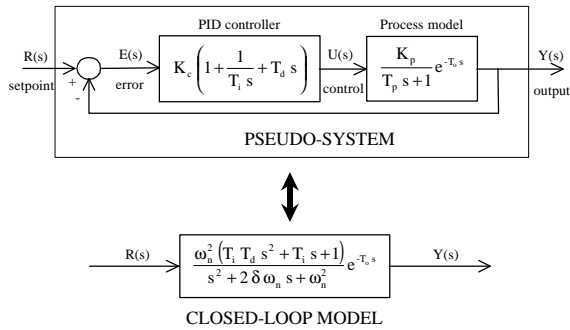 PID controller
Process model
R(s)
setpoint
+
-
E(s)
error
K_c (1 + 1/(T_i s) + T_d s)
U(s)
control
K_p/(T_p s + 1) e^{-T_o s}
Y(s)
output
PSEUDO-SYSTEM
R(s)
ω_n^2 (T_i T_d s^2 + T_i s + 1)/(s^2 + 2 δ ω_n s + ω_n^2) e^{-T_o s}
Y(s)
CLOSED-LOOP MODEL